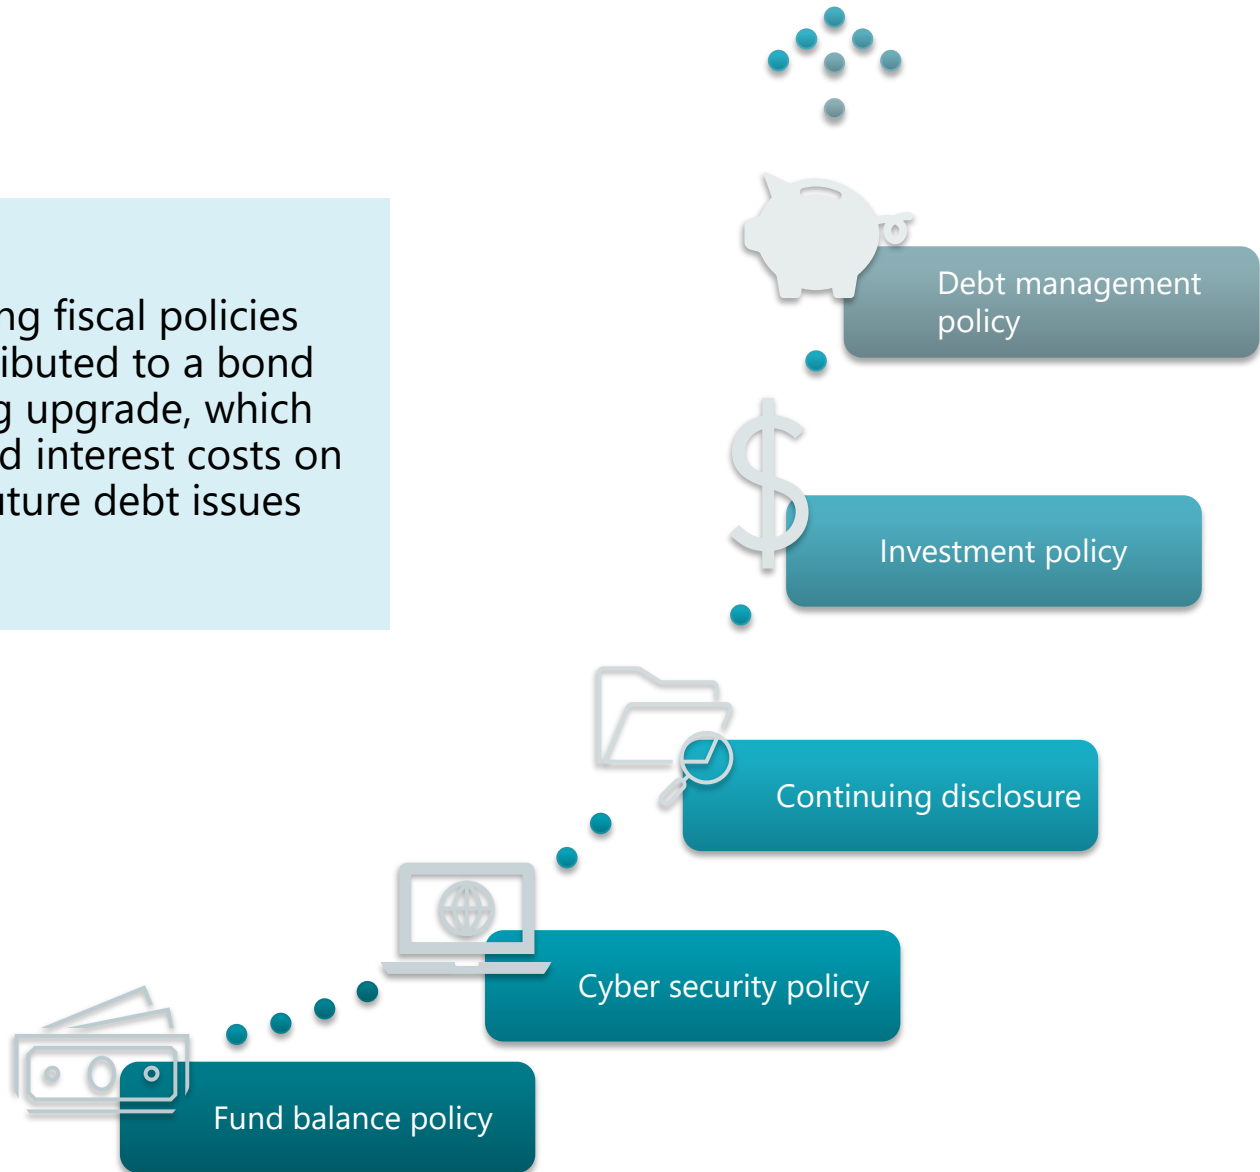 ng fiscal policies
ibuted to a bond
g upgrade, which
d interest costs on
uture debt issues
Debt management
policy
Investment policy
Continuing disclosure
Cyber security policy
Fund balance policy